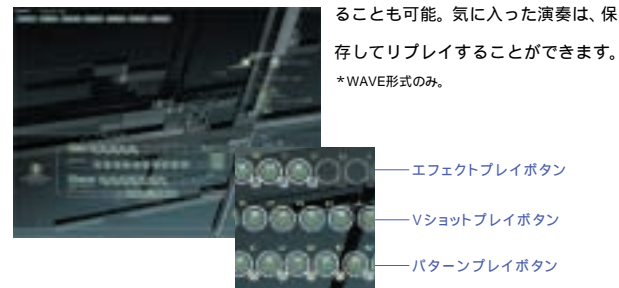 ることも可能。気に入った演奏は、保
存してリプレイすることができます。
*WAVE形式のみ。
エフェクトプレイボタン
Vショットプレイボタン
パターンプレイボタン